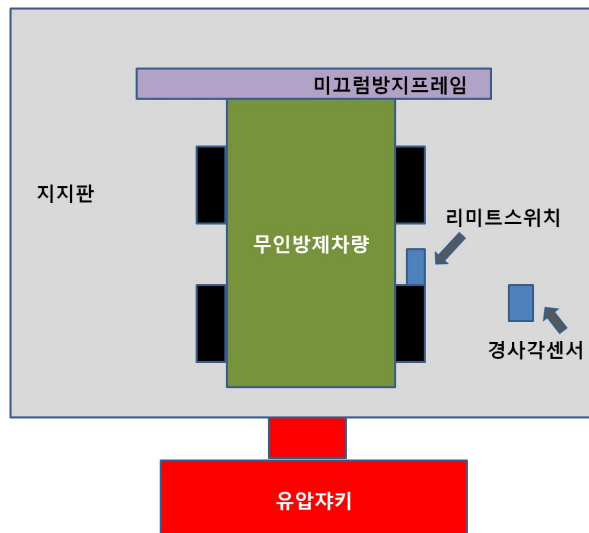 미끄럼방지프레임
지지판
리미트스위치
무인방제차량
경사각센서
유압쟈키